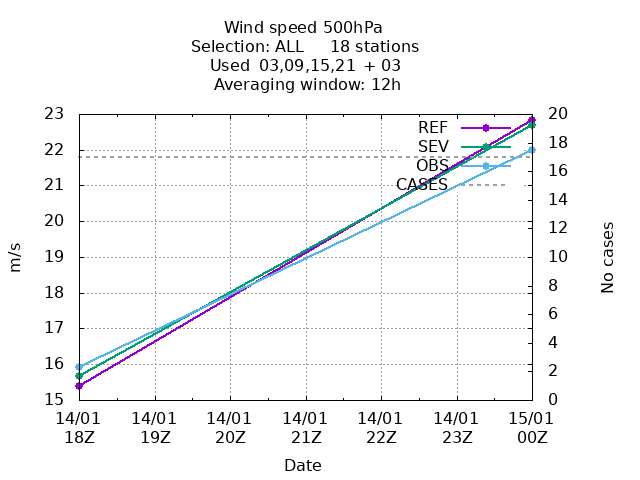 Wind speed 500hPa
Selection: ALL 18 stations
Used 03,09,15,21 + 03
Averaging window: 12h
REF
SEV
OBS
CASES
23
22
21
20
19
18
17
16
15
m/s
20
18
16
14
12
10
8
6
4
2
0
No cases
14/01 14/01 14/01 14/01 14/01 14/01 15/01
18Z 19Z 20Z 21Z 22Z 23Z 00Z
Date